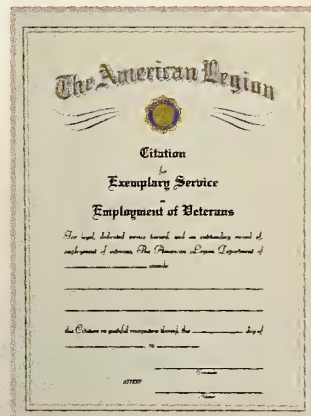 The American Legion
Citation
for
Exemplary Service
in
Employment of Veterans
For loyal, dedicated service toward and an outstanding record of
employment of veterans, The American Legion, Department of
awards
this Citation in grateful recognition thereof, this day of
, 19
ATTEST